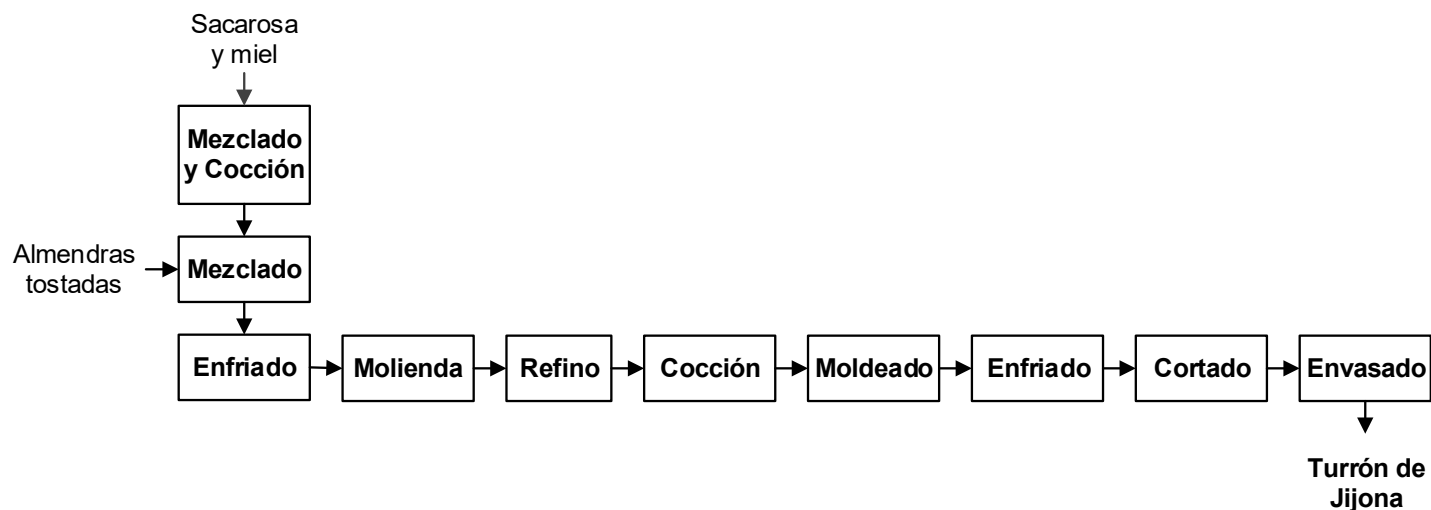 Sacarosa
y miel
Mezclado
y Cocción
Almendras
tostadas
Mezclado
Enfriado
Molienda
Refino
Cocción
Moldeado
Enfriado
Cortado
Envasado
Turrón de
Jijona